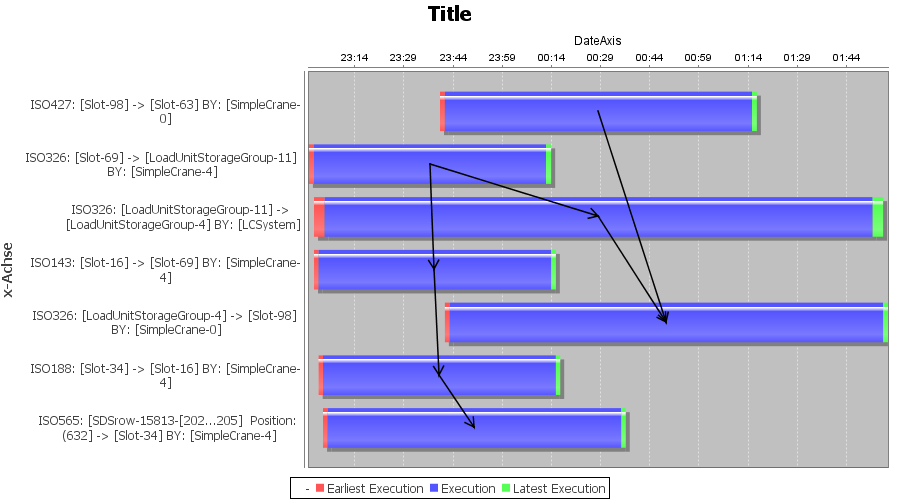 Title
DateAxis
23:14 23:29 23:44 23:59 00:14 00:29 00:44 00:59 01:14 01:29 01:44
x-Achse
ISO427: [Slot-98] -> [Slot-63] BY: [SimpleCrane-
0]
ISO326: [Slot-69] -> [LoadUnitStorageGroup-11]
BY: [SimpleCrane-4]
ISO326: [LoadUnitStorageGroup-11] ->
[LoadUnitStorageGroup-4] BY: [LCSystem]
ISO143: [Slot-16] -> [Slot-69] BY: [SimpleCrane-
4]
ISO326: [LoadUnitStorageGroup-4] -> [Slot-98]
BY: [SimpleCrane-0]
ISO188: [Slot-34] -> [Slot-16] BY: [SimpleCrane-
4]
ISO565: [SDSrow-15813-[202...205] Position:
(632] -> [Slot-34] BY: [SimpleCrane-4]
- Earliest Execution Execution Latest Execution